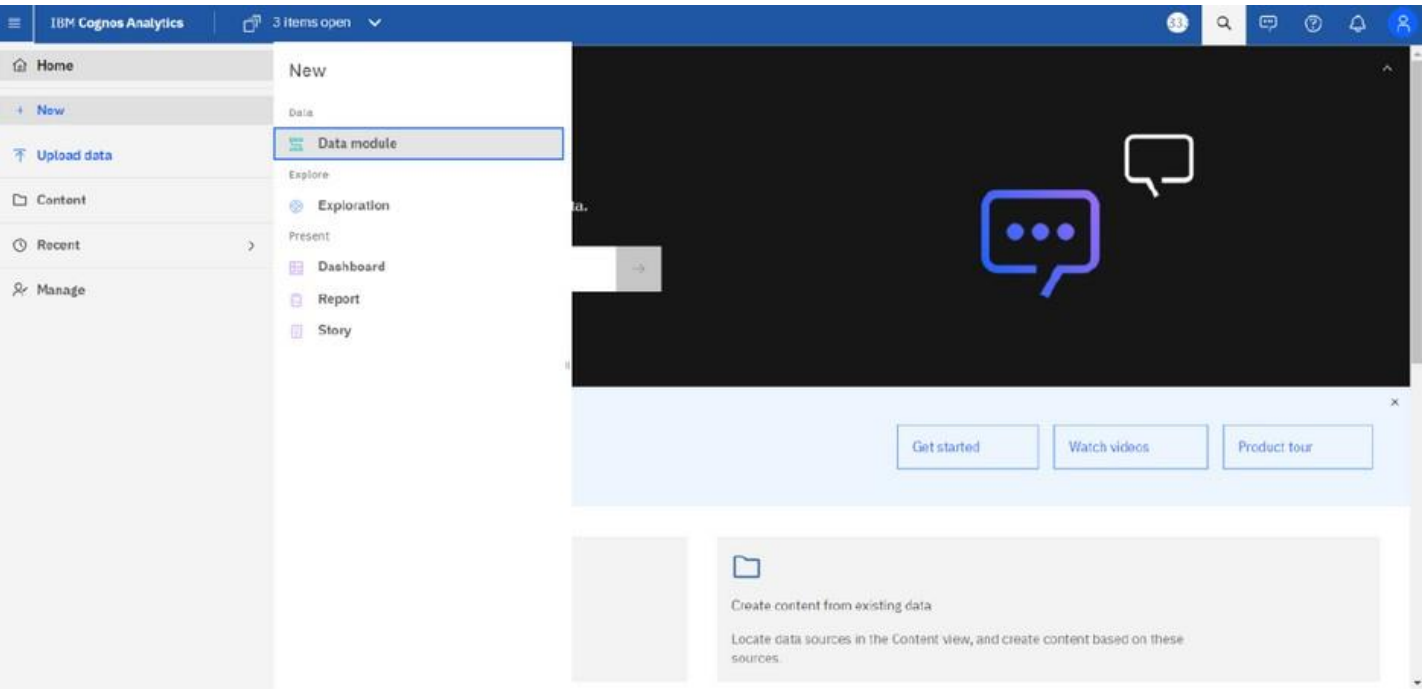 IBM Cognos Analytics
3 items open
Home
New
Upload data
Content
Recent
Manage
New
Data
Data module
Explore
Exploration
Present
Dashboard
Report
Story
ta.
Get started
Watch videos
Product tour
Create content from existing data
Locate data sources in the Content view, and create content based on these
sources.